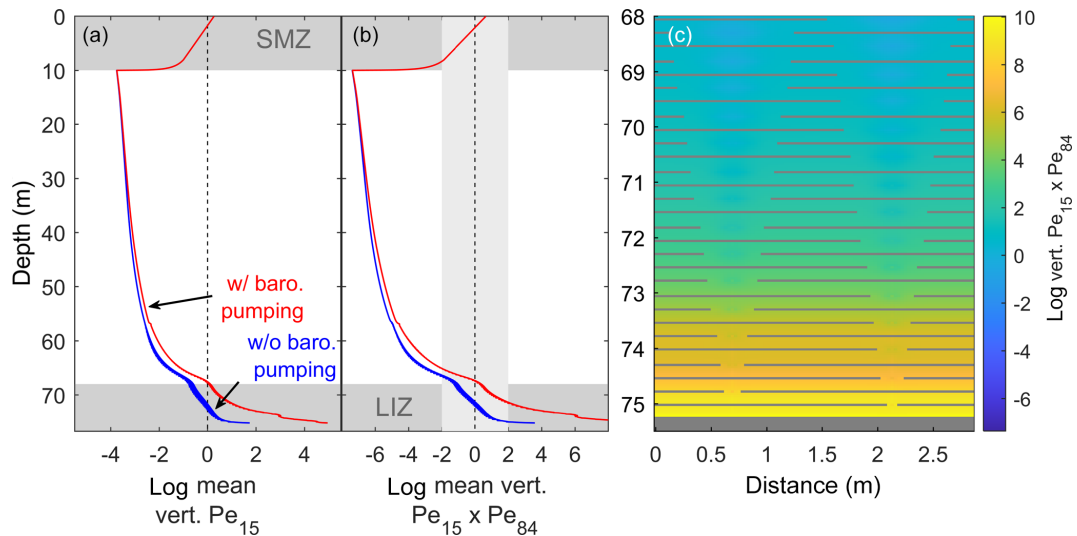 (a)
SMZ
(b)
(c)
0
10
20
30
40
50
60
70
Depth (m)
w/ baro.
pumping
w/o baro.
pumping
LIZ
-4
-2
0
2
4
-6
-4
-2
0
2
4
6
Log mean
vert. Pe15
Log mean vert.
Pe15 x Pe84
68
69
70
71
72
73
74
75
0
0.5
1
1.5
2
2.5
Distance (m)
10
8
6
4
2
0
-2
-4
-6
Log vert. Pe15 x Pe84